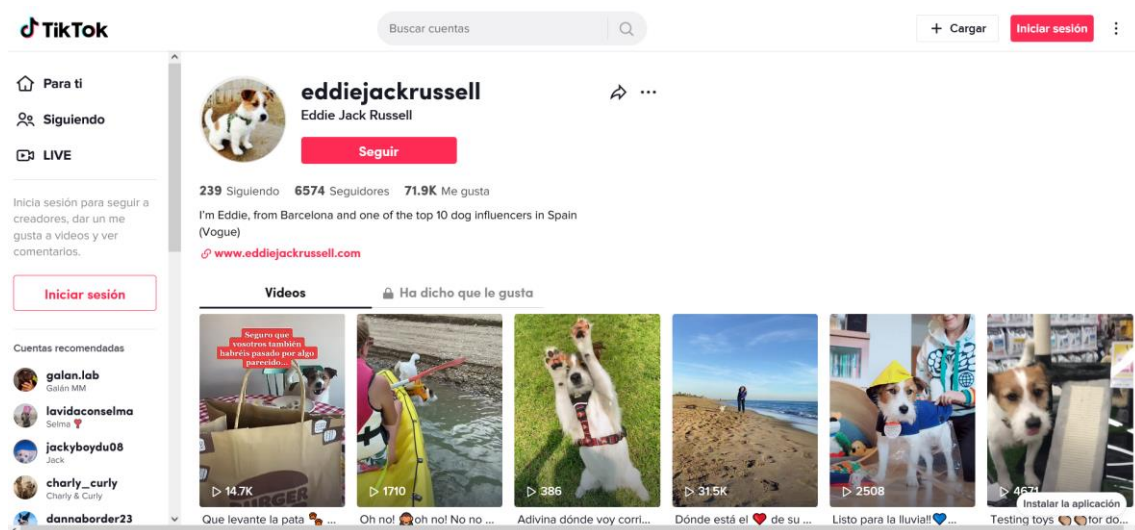 TikTok
Buscar cuentas
+ Cargar
Iniciar sesión
Para ti
Siguiendo
LIVE
Inicia sesión para seguir a
creadores, dar un me
gusta a videos y ver
comentarios.
Iniciar sesión
Cuentas recomendadas
galan.lab
Galán MM
lavidaconselma
Selma
jackyboydu08
Jack
charly_curly
Charly & Curly
dannaborder23
eddiejackrussell
Eddie Jack Russell
Seguir
239 Siguiendo 6574 Seguidores 71.9K Me gusta
I'm Eddie, from Barcelona and one of the top 10 dog influencers in Spain
(Vogue)
www.eddiejackrussell.com
Videos Ha dicho que le gusta
Seguro que
vosotros también
habréis pasado por algo
parecido...
BURGER
14.7K
1710
386
31.5K
2508
4671
Instalar la aplicación
Que levante la pata ...
Oh no! oh no! No no ...
Adivina dónde voy corri...
Dónde está el ❤️ de su ...
Listo para la lluvia!!💙...
Testing toys for do...